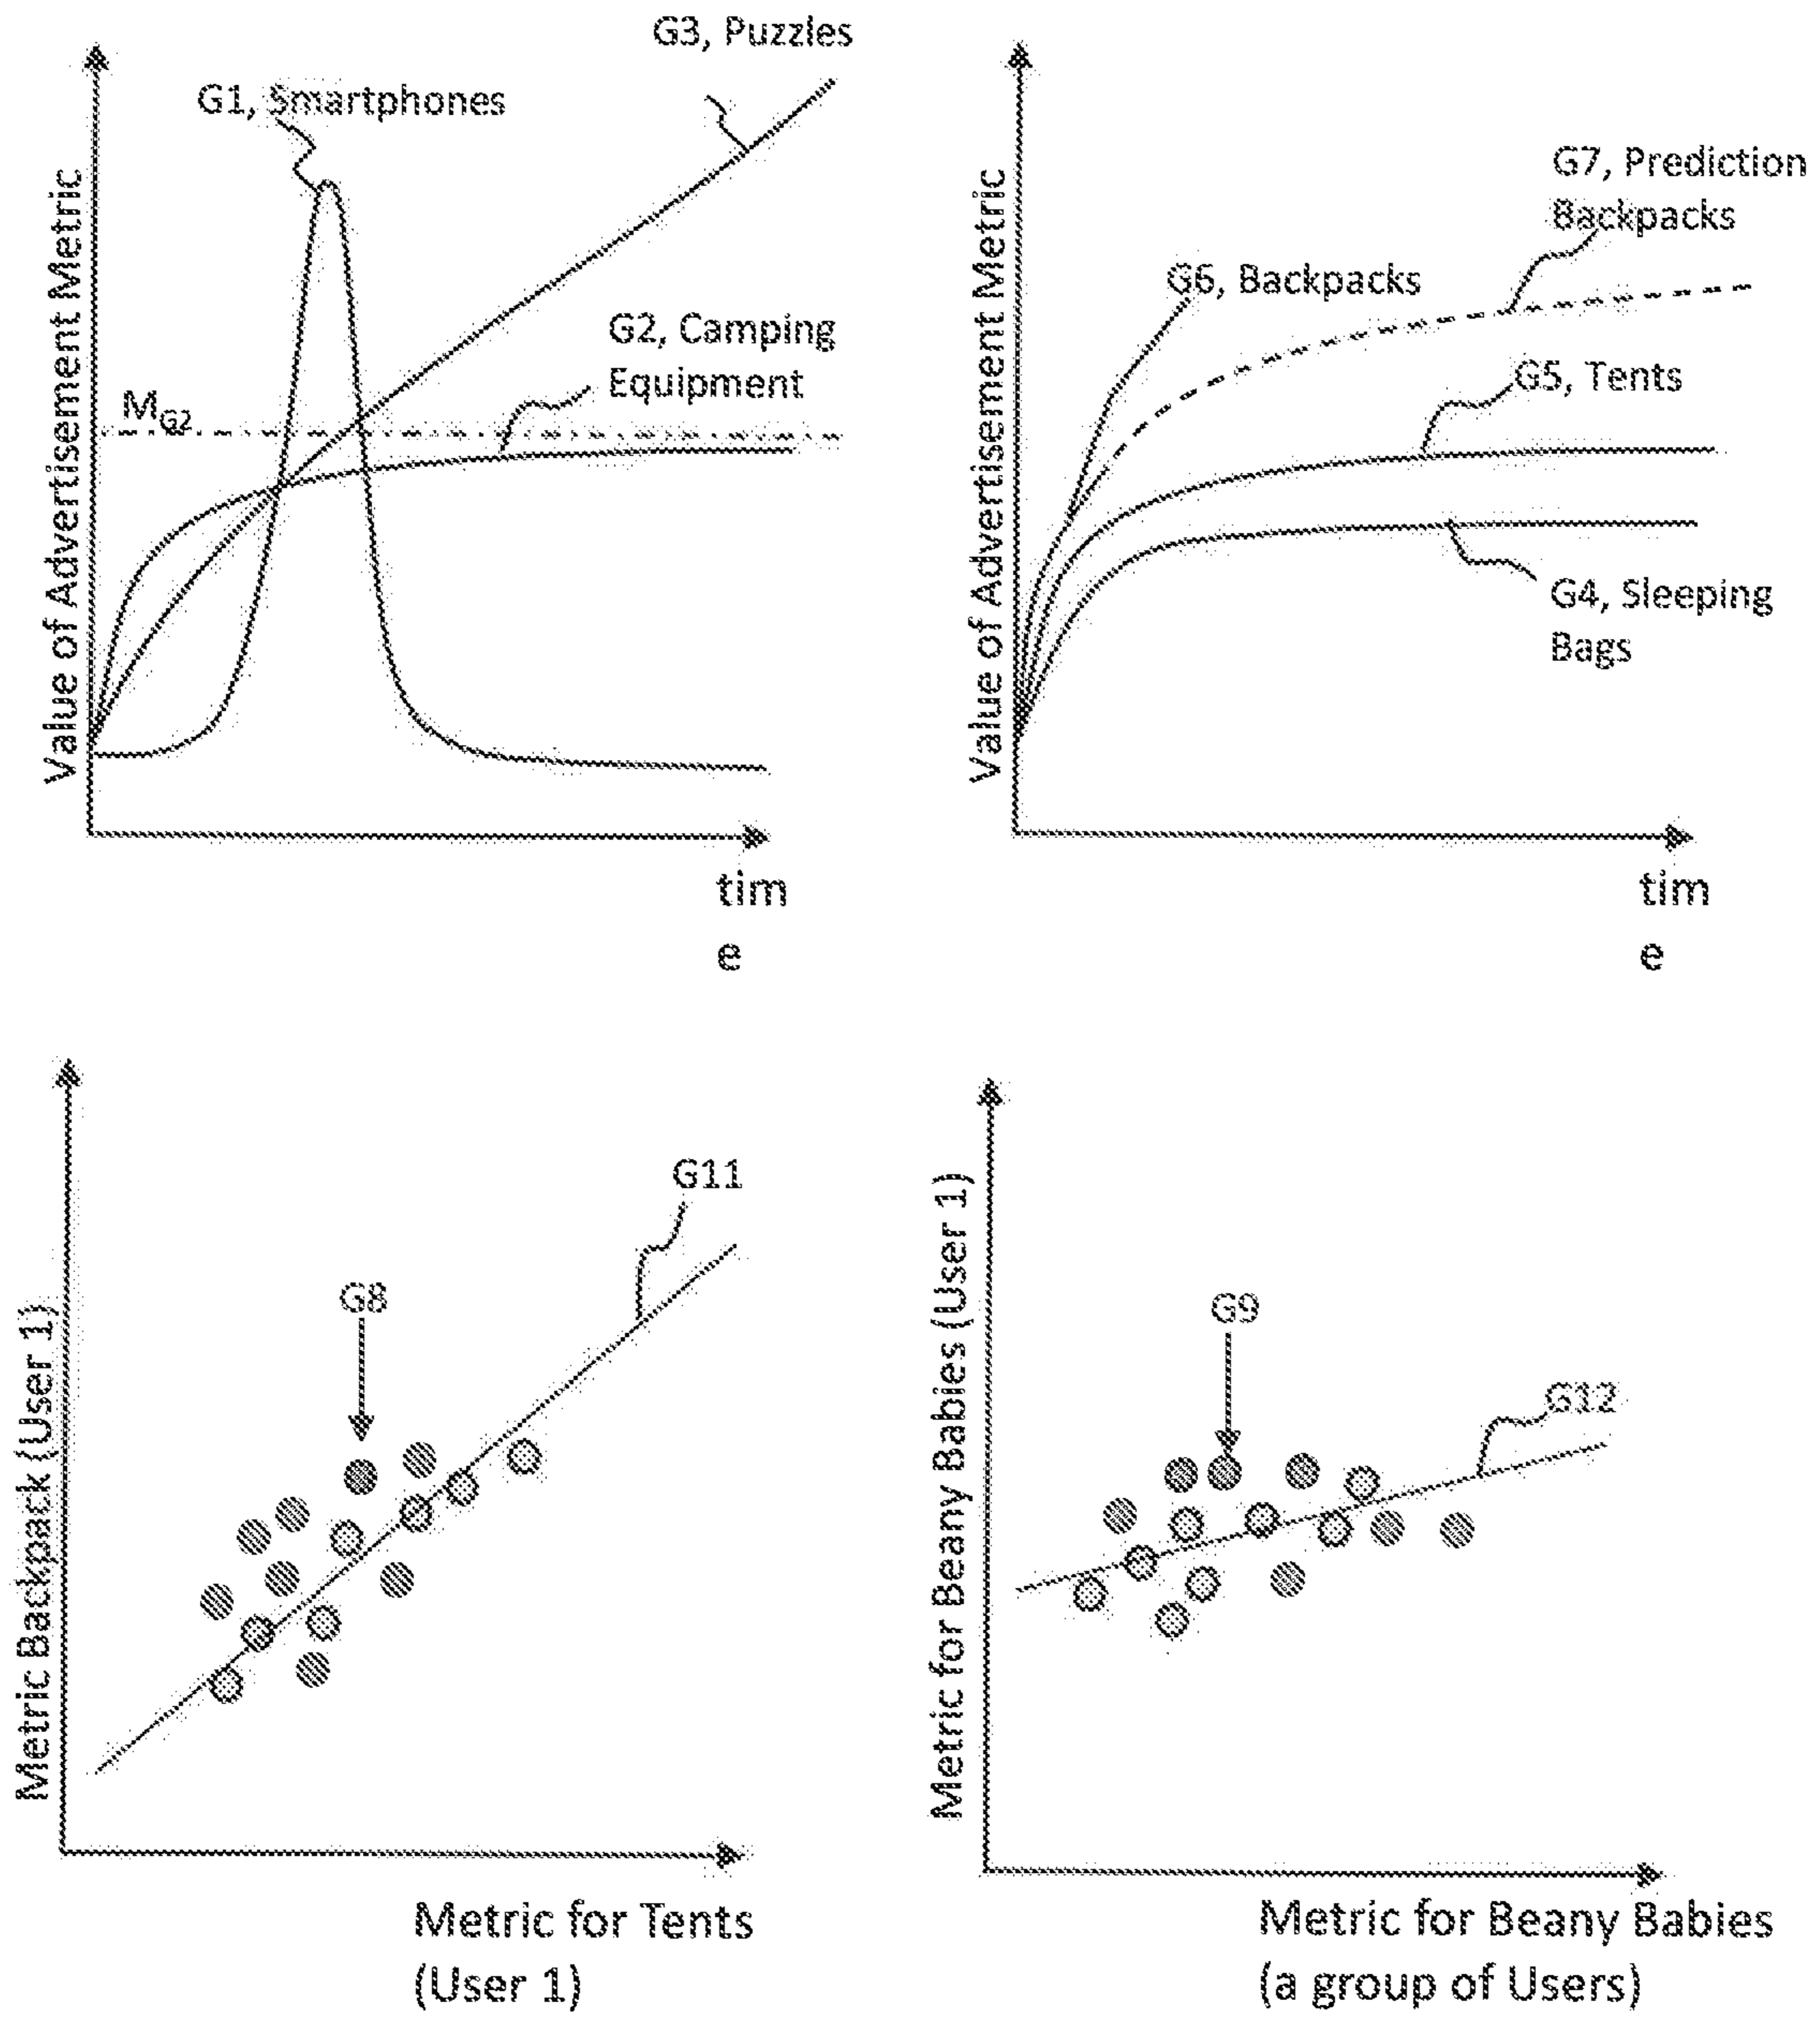 G3, Puzzles
G1, Smartphones
G2, Camping
Equipment
MG2
Value of Advertisement Metric
tim
e
G7, Prediction
Backpacks
G6, Backpacks
G5, Tents
G4, Sleeping
Bags
Value of Advertisement Metric
tim
e
G11
G8
Metric Backpack (User 1)
Metric for Tents
(User 1)
G9
G12
Metric for Beany Babies (User 1)
Metric for Beany Babies
(a group of Users)